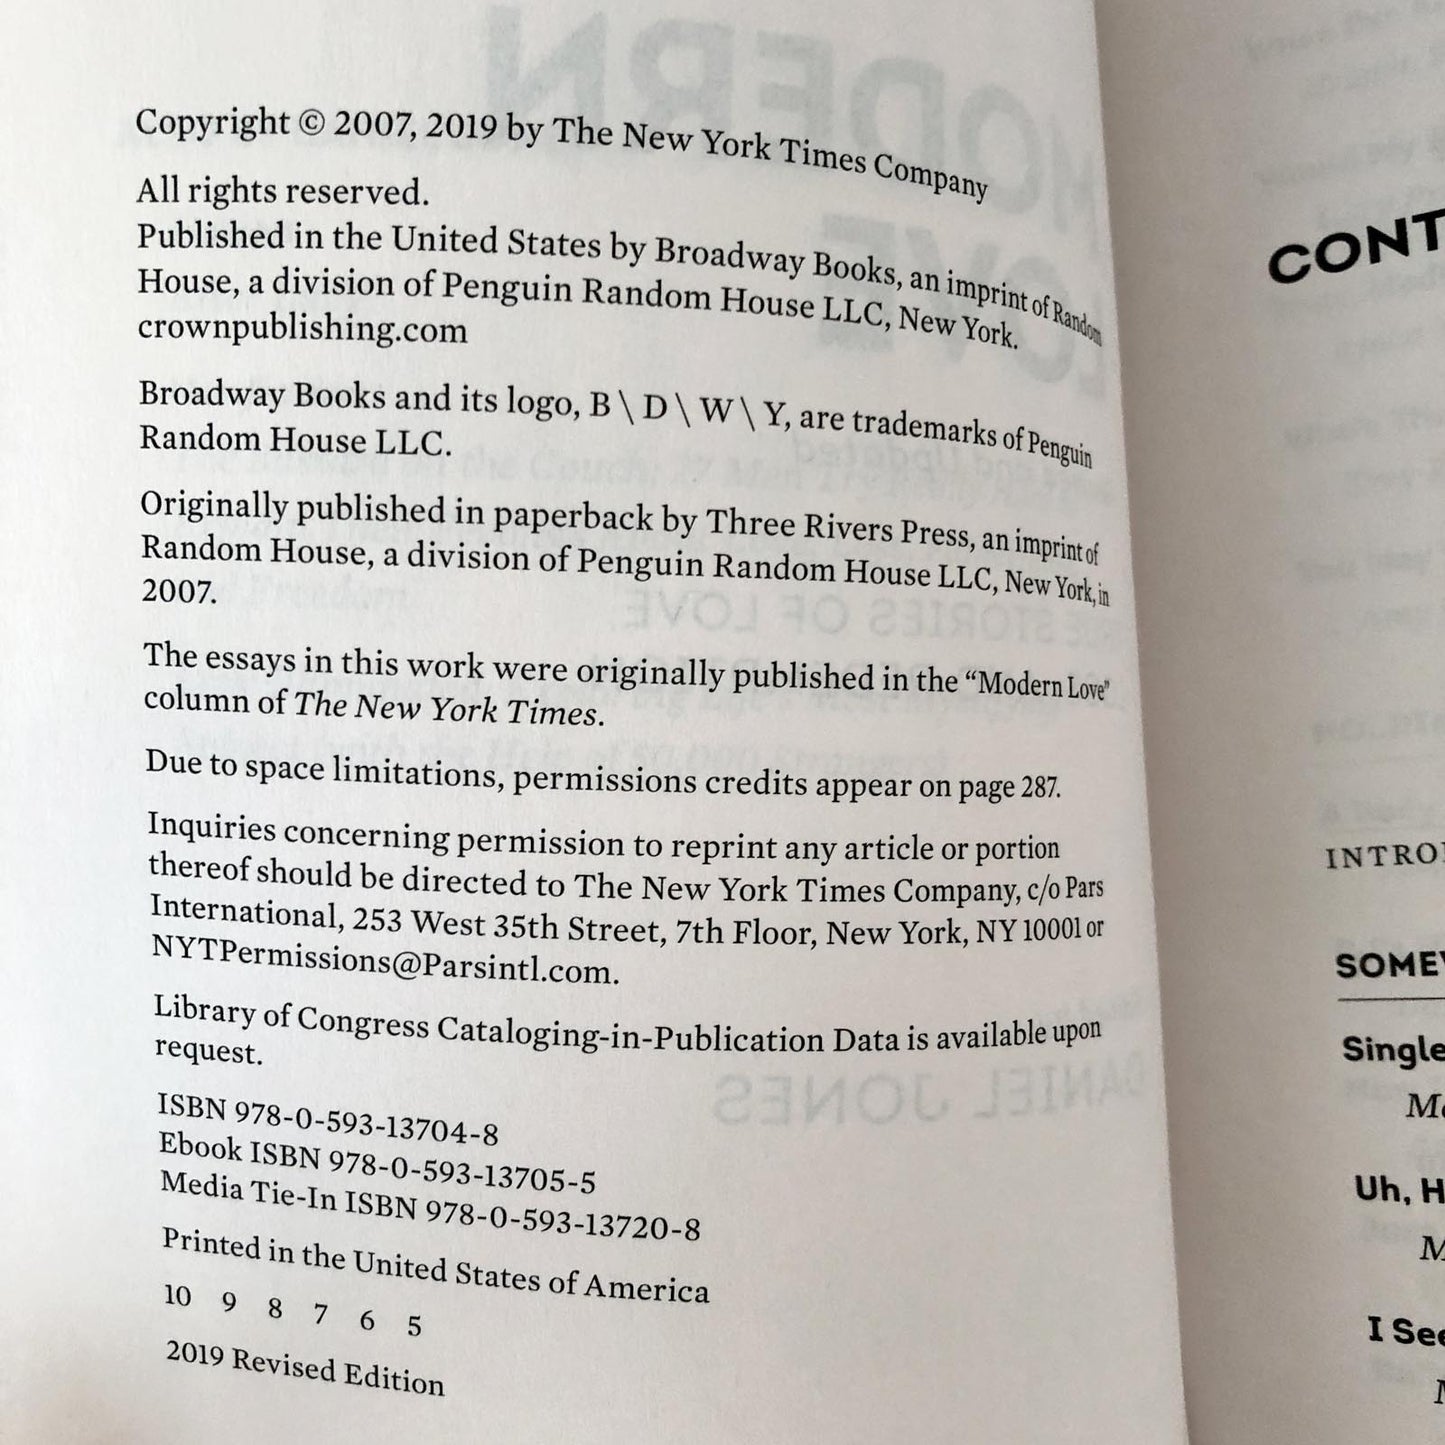 Copyright © 2007, 2019 by The New York Times Company
All rights reserved.
Published in the United States by Broadway Books, an imprint of Random
House, a division of Penguin Random House LLC, New York.
crownpublishing.com
Broadway Books and its logo, B \ D \ W \ Y, are trademarks of Penguin
Random House LLC.
Originally published in paperback by Three Rivers Press, an imprint of
Random House, a division of Penguin Random House LLC, New York, in
2007.
The essays in this work were originally published in the “Modern Love”
column of The New York Times.
Due to space limitations, permissions credits appear on page 287.
Inquiries concerning permission to reprint any article or portion
thereof should be directed to The New York Times Company, c/o Pars
International, 253 West 35th Street, 7th Floor, New York, NY 10001 or
NYTPermissions@Parsintl.com.
Library of Congress Cataloging-in-Publication Data is available upon
request.
ISBN 978-0-593-13704-8
Ebook ISBN 978-0-593-13705-5
Media Tie-In ISBN 978-0-593-13720-8
Printed in the United States of America
10 9 8 7 6 5
2019 Revised Edition
CONT
INTRO
SOME
Single
Uh, H
M
I See